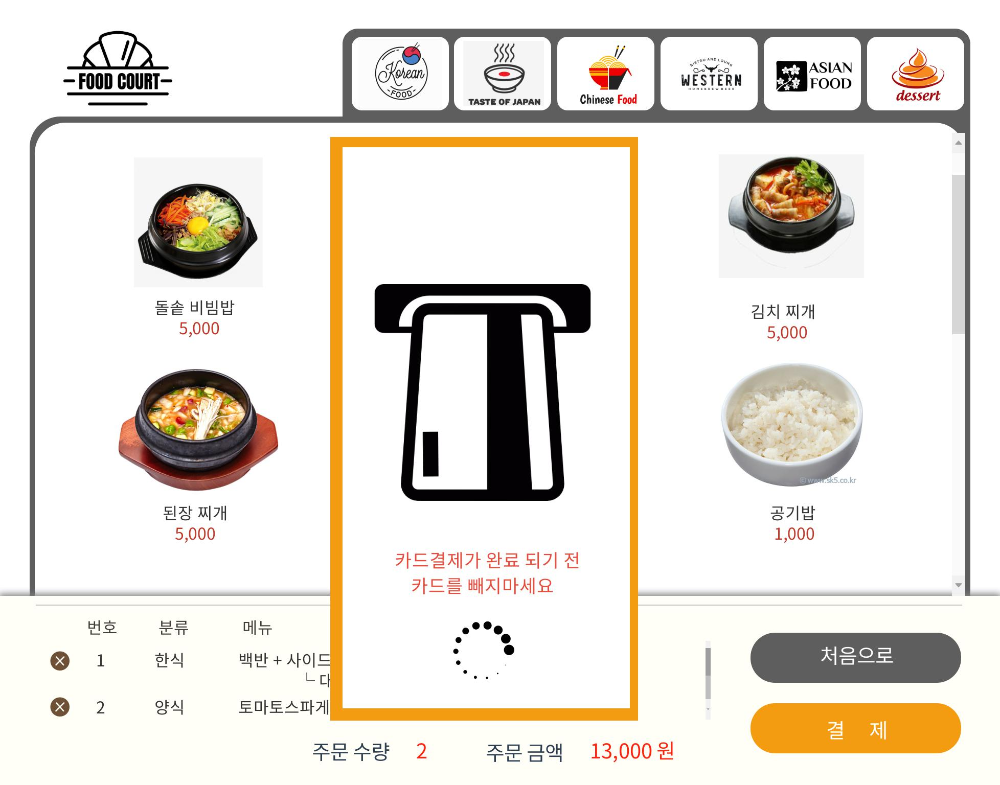 FOOD COURT
Korean
FOOD
TASTE OF JAPAN
Chinese Food
BISTRO AND LOUNG
WESTERN
HOMEBREW BEER
ASIAN
FOOD
dessert
돌솥 비빔밥
5,000
김치 찌개
5,000
© www.sk5.co.kr
된장 찌개
5,000
공기밥
1,000
카드결제가 완료 되기 전
카드를 빼지마세요
번호 분류 메뉴
1 한식 백반 + 사이드
└ 대
2 양식 토마토스파게
처음으로
결 제
주문 수량 2 주문 금액 13,000 원